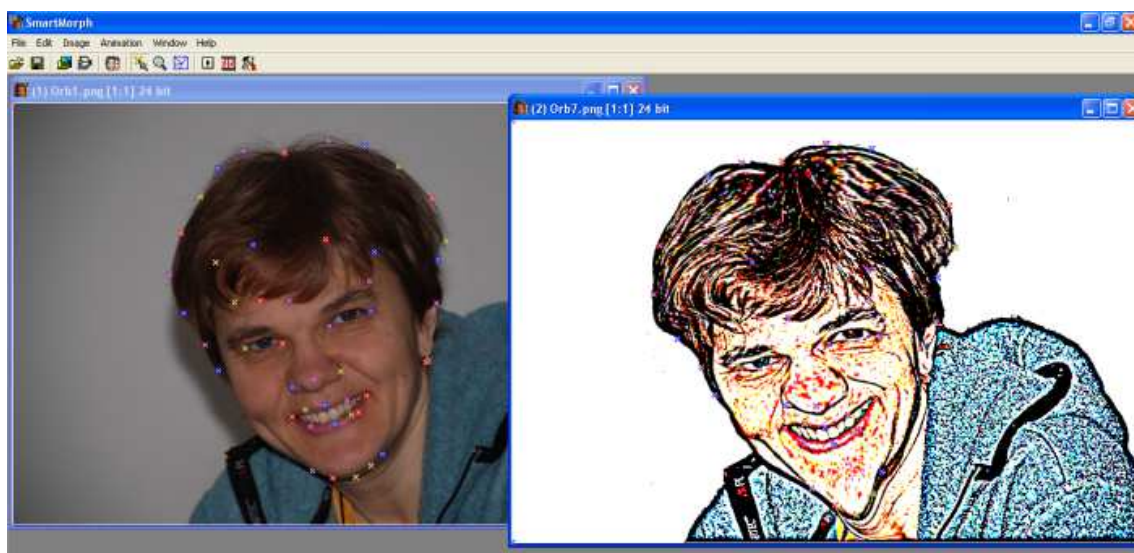 SmartMorph
File Edit Image Animation Window Help
(1) Orb1.png [1:1] 24 bit
(2) Orb7.png [1:1] 24 bit